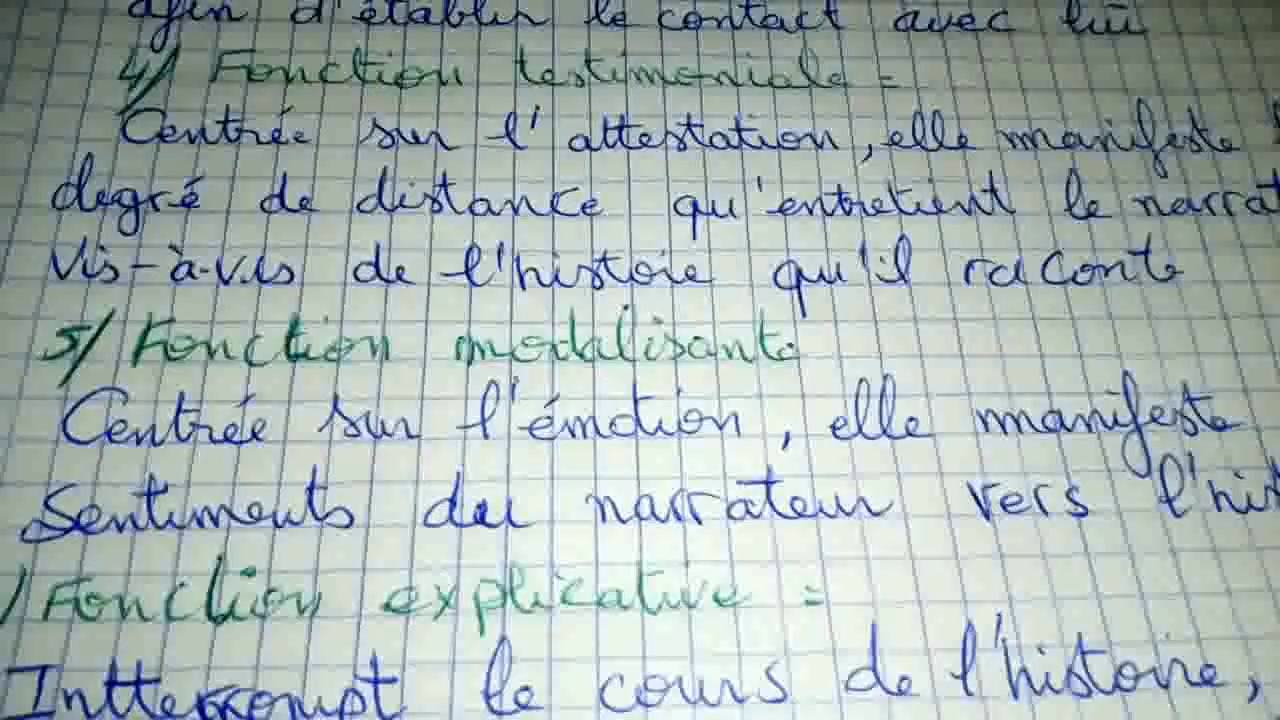 afin d'établir le contact avec lui
4/ Fonction testimoniale =
Centrée sur l'attestation, elle manifeste
degré de distance qu'entretient le narrat
vis-à-vis de l'histoire qu'il raconte
5/ Fonction modalisante
Centrée sur l'émotion, elle manifeste
Sentiments du narrateur vers l'hist
/ Fonction explicative =
Intterrompt le cours de l'histoire,